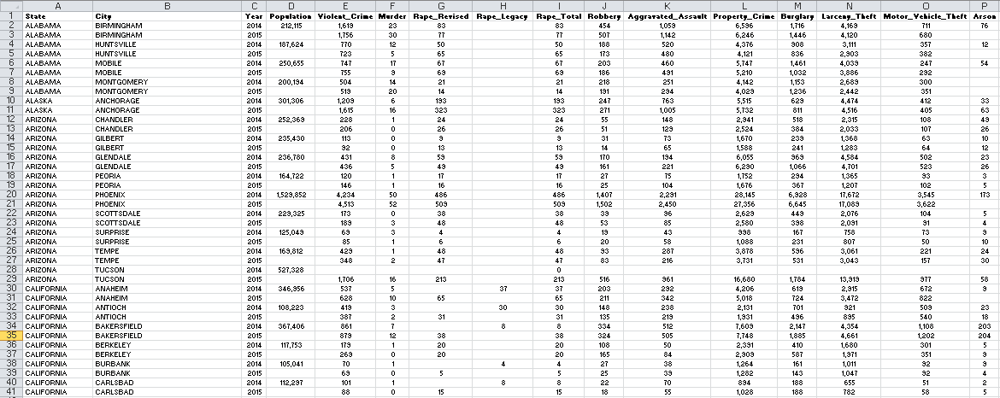 A B C D E F G H I J K L M N O P
1 State City Year Population Violent_Crime Murder Rape_Revised Rape_Legacy Rape_Total Robbery Aggravated_Assault Property_Crime Burglary Larceny_Theft Motor_Vehicle_Theft Arson
2 ALABAMA BIRMINGHAM 2014 212,115 1,619 23 83 83 454 1,059 6,596 1,716 4,169 711 76
3 ALABAMA BIRMINGHAM 2015 1,756 30 77 77 507 1,142 6,246 1,446 4,120 680
4 ALABAMA HUNTSVILLE 2014 187,624 770 12 50 50 188 520 4,376 908 3,111 357 12
5 ALABAMA HUNTSVILLE 2015 723 5 65 65 173 480 4,121 836 2,903 382
6 ALABAMA MOBILE 2014 250,655 747 17 67 67 203 460 5,747 1,461 4,039 247 54
7 ALABAMA MOBILE 2015 755 9 69 69 186 491 5,210 1,032 3,886 292
8 ALABAMA MONTGOMERY 2014 200,194 504 14 21 21 218 251 4,142 1,153 2,689 300
9 ALABAMA MONTGOMERY 2015 519 20 14 14 191 294 4,029 1,236 2,442 351
10 ALASKA ANCHORAGE 2014 301,306 1,209 6 193 193 247 763 5,515 629 4,474 412 33
11 ALASKA ANCHORAGE 2015 1,615 16 323 323 271 1,005 5,732 811 4,516 405 63
12 ARIZONA CHANDLER 2014 252,369 228 1 24 24 55 148 2,941 518 2,315 108 49
13 ARIZONA CHANDLER 2015 206 0 26 26 51 129 2,524 384 2,033 107 26
14 ARIZONA GILBERT 2014 235,430 113 0 9 9 31 73 1,670 239 1,368 63 10
15 ARIZONA GILBERT 2015 92 0 13 13 14 65 1,588 241 1,283 64 12
16 ARIZONA GLENDALE 2014 236,780 431 8 59 59 170 194 6,055 969 4,584 502 23
17 ARIZONA GLENDALE 2015 436 5 49 49 161 221 6,290 1,066 4,701 523 26
18 ARIZONA PEORIA 2014 164,722 120 1 17 17 27 75 1,752 294 1,365 93 3
19 ARIZONA PEORIA 2015 146 1 16 16 25 104 1,676 367 1,207 102 5
20 ARIZONA PHOENIX 2014 1,529,852 4,234 50 486 486 1,407 2,291 28,145 6,928 17,672 3,545 173
21 ARIZONA PHOENIX 2015 4,513 52 509 509 1,502 2,450 27,356 6,645 17,089 3,622
22 ARIZONA SCOTTSDALE 2014 229,325 173 0 38 38 39 96 2,629 449 2,076 104 5
23 ARIZONA SCOTTSDALE 2015 189 3 48 48 53 85 2,580 398 2,091 91 4
24 ARIZONA SURPRISE 2014 125,049 69 3 4 4 19 43 998 167 758 73 9
25 ARIZONA SURPRISE 2015 85 1 6 6 20 58 1,088 231 807 50 10
26 ARIZONA TEMPE 2014 169,812 429 1 48 48 93 287 3,878 596 3,061 221 24
27 ARIZONA TEMPE 2015 348 2 47 47 83 216 3,731 531 3,043 157 30
28 ARIZONA TUCSON 2014 527,328 0
29 ARIZONA TUCSON 2015 1,706 16 213 213 516 961 16,680 1,784 13,919 977 58
30 CALIFORNIA ANAHEIM 2014 346,956 537 5 37 37 203 292 4,206 619 2,915 672 9
31 CALIFORNIA ANAHEIM 2015 628 10 65 65 211 342 5,018 724 3,472 822
32 CALIFORNIA ANTIOCH 2014 108,223 419 3 30 30 148 238 2,131 701 921 509 23
33 CALIFORNIA ANTIOCH 2015 387 2 31 31 135 219 1,931 496 895 540 18
34 CALIFORNIA BAKERSFIELD 2014 367,406 861 7 8 8 334 512 7,609 2,147 4,354 1,108 203
35 CALIFORNIA BAKERSFIELD 2015 879 12 38 38 324 505 7,748 1,885 4,661 1,202 204
36 CALIFORNIA BERKELEY 2014 117,753 179 1 20 20 108 50 2,391 410 1,680 301 5
37 CALIFORNIA BERKELEY 2015 269 0 20 20 165 84 2,909 587 1,971 351 9
38 CALIFORNIA BURBANK 2014 105,041 70 1 4 4 27 38 1,264 161 1,011 92 9
39 CALIFORNIA BURBANK 2015 69 0 5 5 25 39 1,282 143 1,047 92 4
40 CALIFORNIA CARLSBAD 2014 112,297 101 1 8 8 22 70 894 188 655 51 2
41 CALIFORNIA CARLSBAD 2015 88 0 15 15 18 55 1,028 188 782 58 5